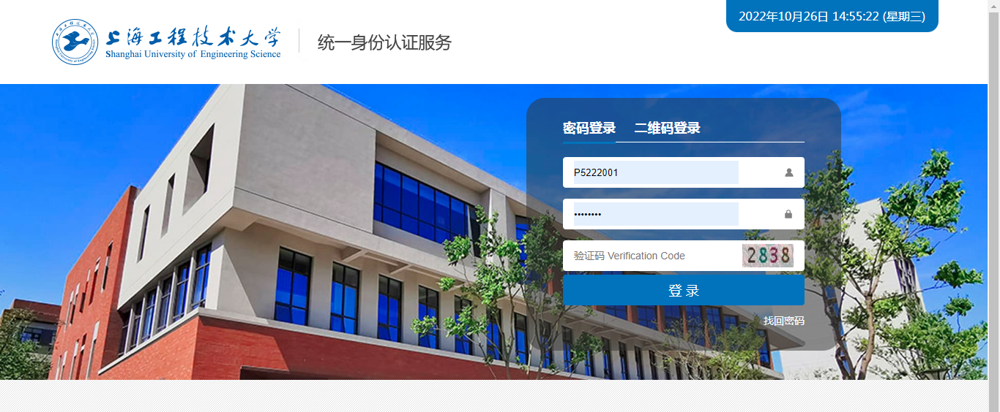 2022年10月26日 14:55:22 (星期三)
上海工程技术大学
Shanghai University of Engineering Science
统一身份认证服务
密码登录 二维码登录
P5222001
••••••••
验证码 Verification Code 2838
登 录
找回密码